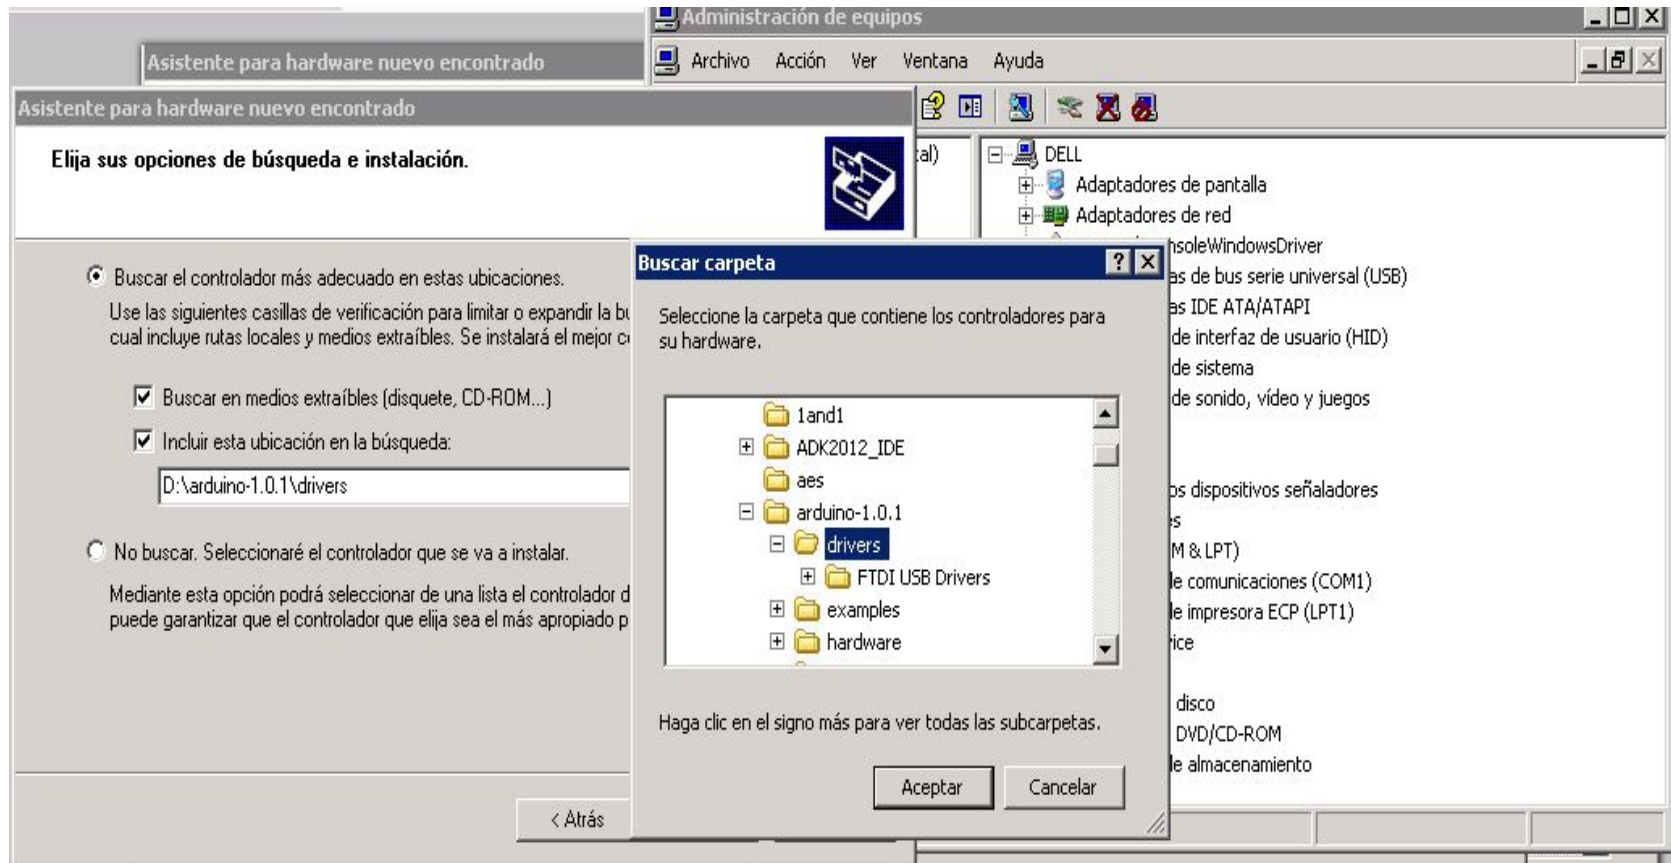 Administración de equipos
Asistente para hardware nuevo encontrado
Archivo Acción Ver Ventana Ayuda
Asistente para hardware nuevo encontrado
Elija sus opciones de búsqueda e instalación.
Buscar el controlador más adecuado en estas ubicaciones.
Use las siguientes casillas de verificación para limitar o expandir la
cual incluye rutas locales y medios extraíbles. Se instalará el mejor
Buscar en medios extraíbles (disquete, CD-ROM...)
Incluir esta ubicación en la búsqueda:
D:\arduino-1.0.1\drivers
No buscar. Seleccionaré el controlador que se va a instalar.
Mediante esta opción podrá seleccionar de una lista el controlador
puede garantizar que el controlador que elija sea el más apropiado
< Atrás
Buscar carpeta
Seleccione la carpeta que contiene los controladores para
su hardware.
1and1
ADK2012_IDE
aes
arduino-1.0.1
drivers
FTDI USB Drivers
examples
hardware
Haga clic en el signo más para ver todas las subcarpetas.
Aceptar Cancelar
al)
DELL
Adaptadores de pantalla
Adaptadores de red
nsoleWindowsDriver
as de bus serie universal (USB)
as IDE ATA/ATAPI
de interfaz de usuario (HID)
de sistema
de sonido, vídeo y juegos
os dispositivos señaladores
es
M & LPT)
de comunicaciones (COM1)
de impresora ECP (LPT1)
vice
disco
DVD/CD-ROM
de almacenamiento